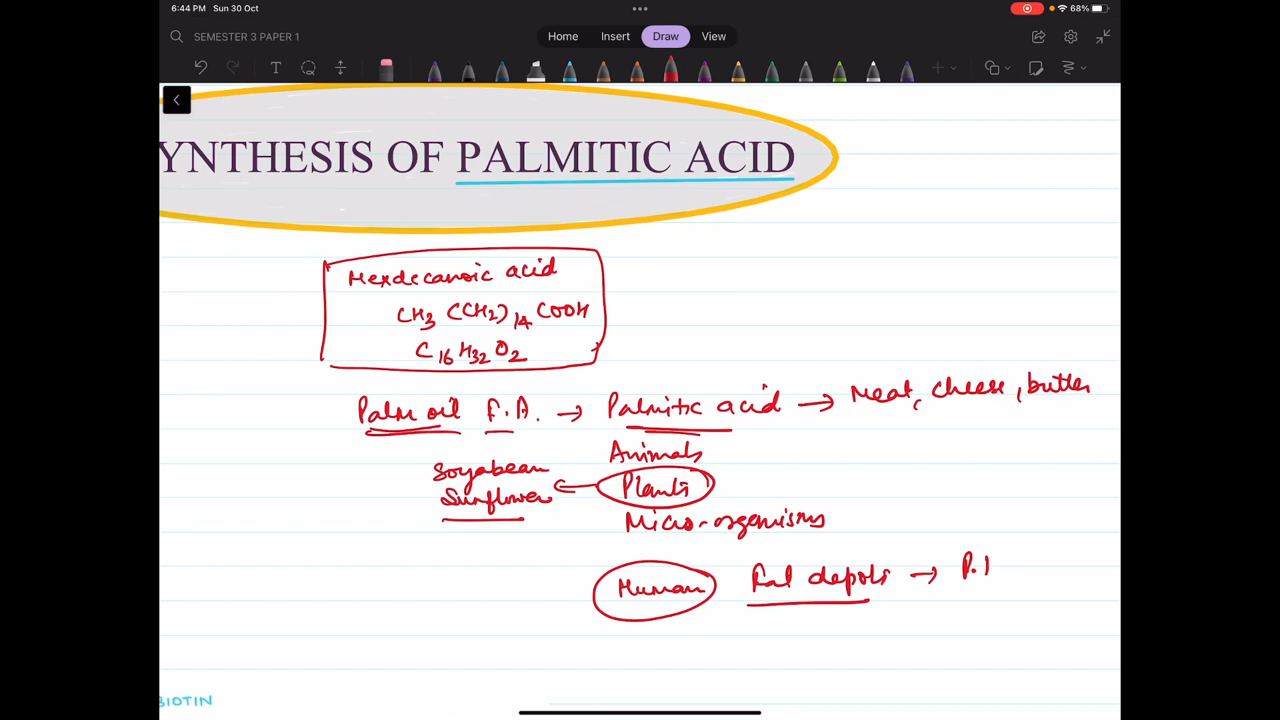 6:44 PM Sun 30 Oct
68%
SEMESTER 3 PAPER 1
Home Insert Draw View
YNTHESIS OF PALMITIC ACID
Hexdecanoic acid
CH3 (CH2)14 COOH
C16 H32 O2
Palm oil F.A. → Palmitic acid → Meat, cheese, butter
Animals
Soyabean
Plants
Sunflower
Micro-organisms
Human Fat depots →
BIOTIN